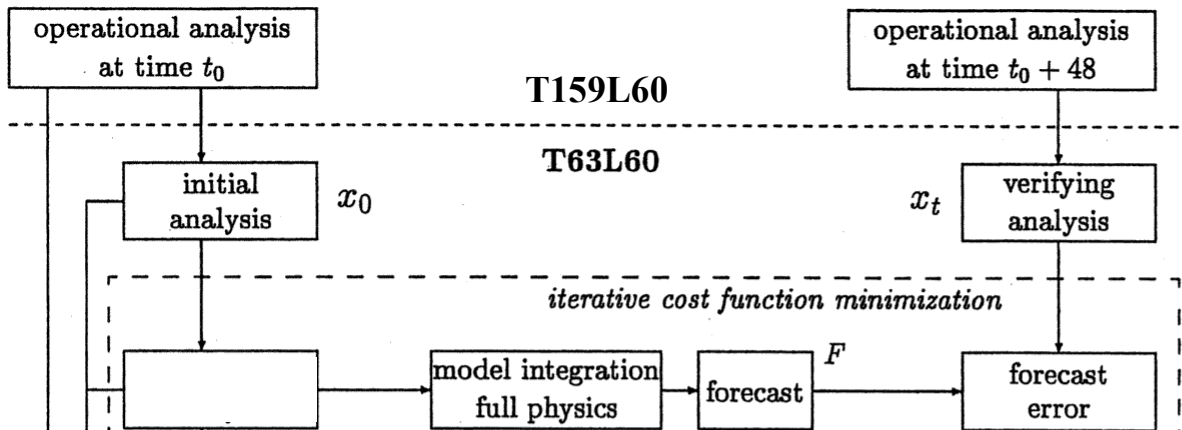 operational analysis
at time t₀
operational analysis
at time t₀ + 48
T159L60
T63L60
initial
analysis
x₀
xₜ
verifying
analysis
iterative cost function minimization
model integration
full physics
forecast
F
forecast
error